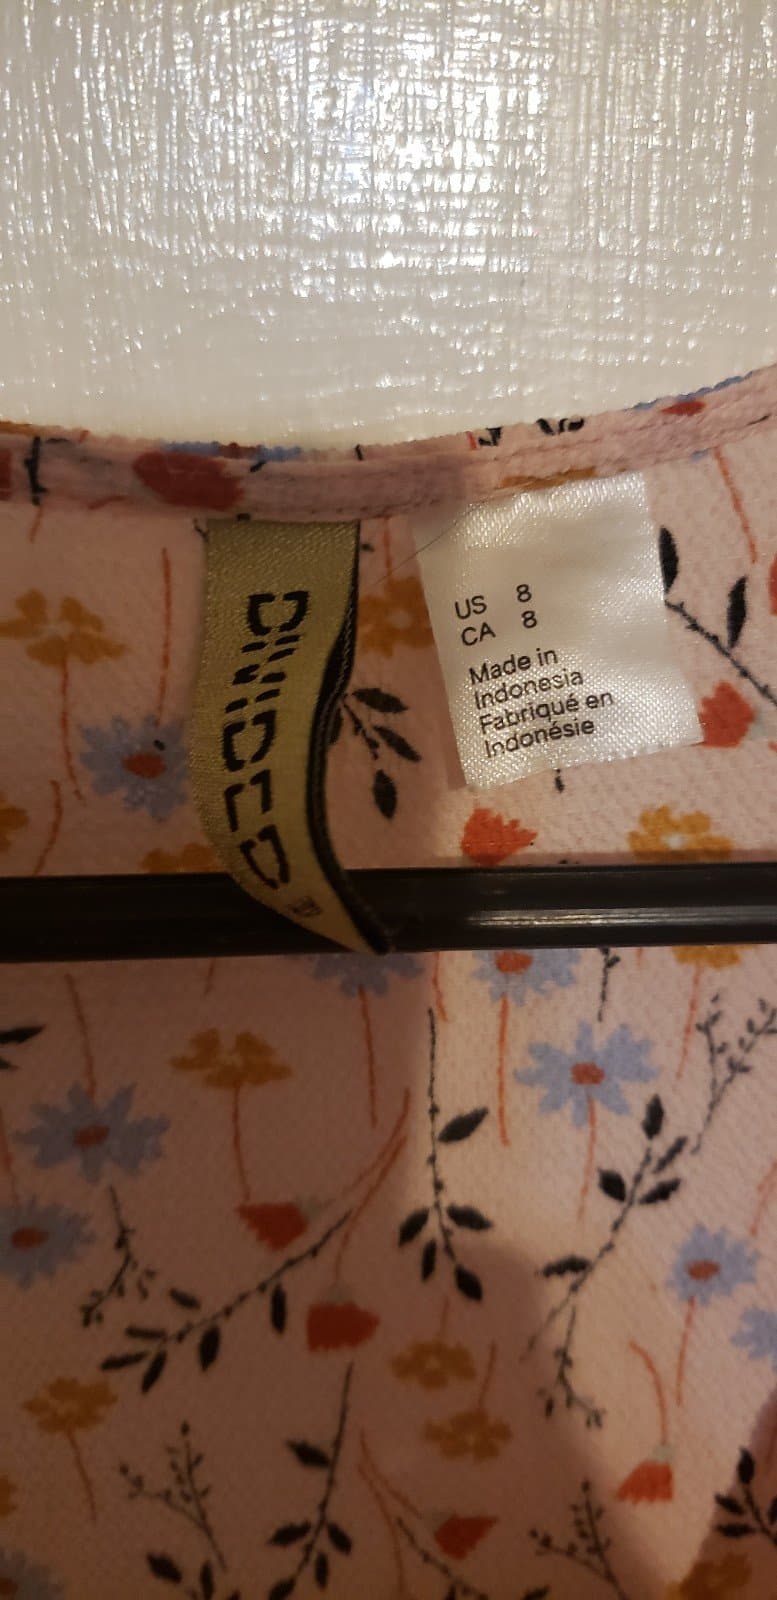 DIVIDED
US 8
CA 8
Made in
Indonesia
Fabriqué en
Indonésie